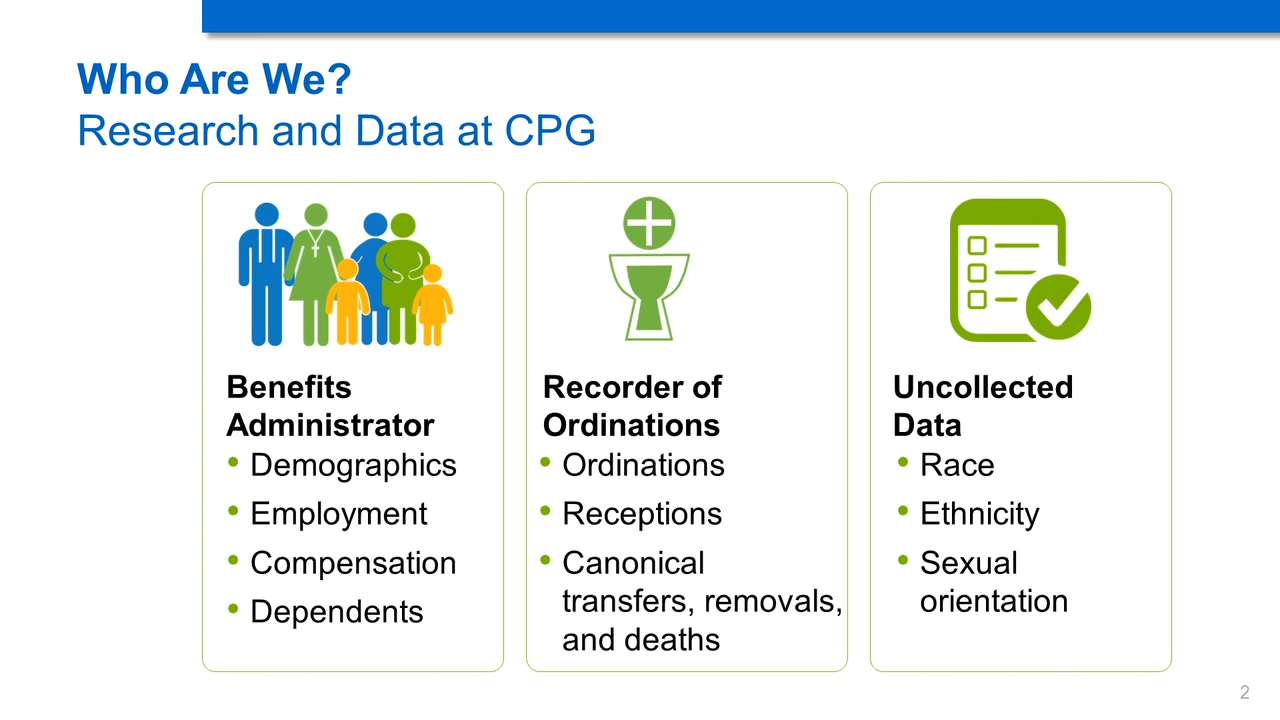 Who Are We?
Research and Data at CPG
Benefits
Administrator
• Demographics
• Employment
• Compensation
• Dependents
Recorder of
Ordinations
• Ordinations
• Receptions
• Canonical
transfers, removals,
and deaths
Uncollected
Data
• Race
• Ethnicity
• Sexual
orientation
2